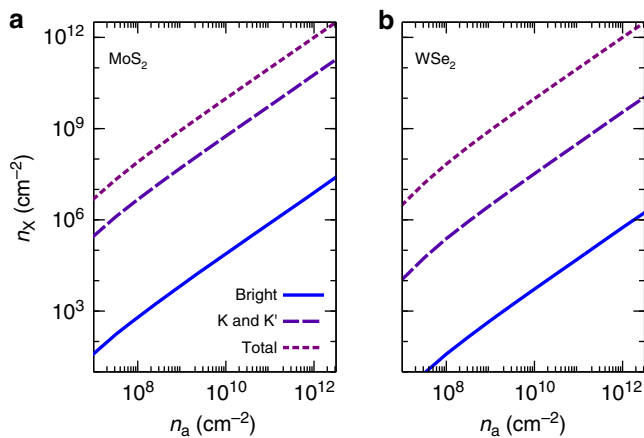 a
b
10¹²
10⁹
10⁶
10³
n_X (cm⁻²)
MoS₂
WSe₂
Bright
K and K'
Total
10⁸ 10¹⁰ 10¹²
10⁸ 10¹⁰ 10¹²
n_a (cm⁻²)
n_a (cm⁻²)